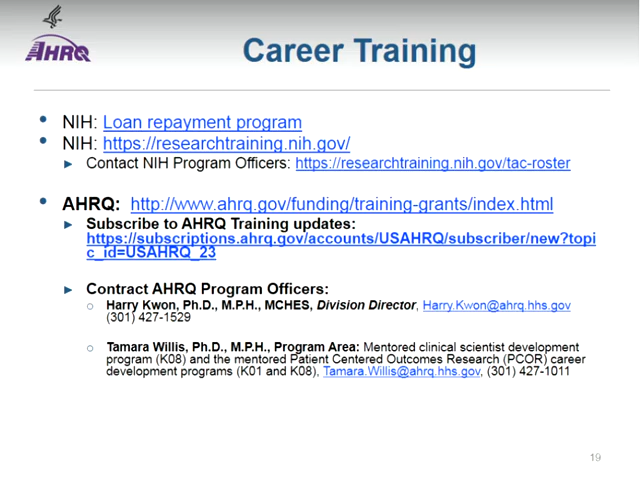 AHRQ
Career Training
• NIH: Loan repayment program
• NIH: https://researchtraining.nih.gov/
► Contact NIH Program Officers: https://researchtraining.nih.gov/tac-roster
• AHRQ: http://www.ahrq.gov/funding/training-grants/index.html
► Subscribe to AHRQ Training updates:
https://subscriptions.ahrq.gov/accounts/USAHRQ/subscriber/new?topi
c_id=USAHRQ_23
► Contract AHRQ Program Officers:
○ Harry Kwon, Ph.D., M.P.H., MCHES, Division Director, Harry.Kwon@ahrq.hhs.gov
(301) 427-1529
○ Tamara Willis, Ph.D., M.P.H., Program Area: Mentored clinical scientist development
program (K08) and the mentored Patient Centered Outcomes Research (PCOR) career
development programs (K01 and K08), Tamara.Willis@ahrq.hhs.gov, (301) 427-1011
19